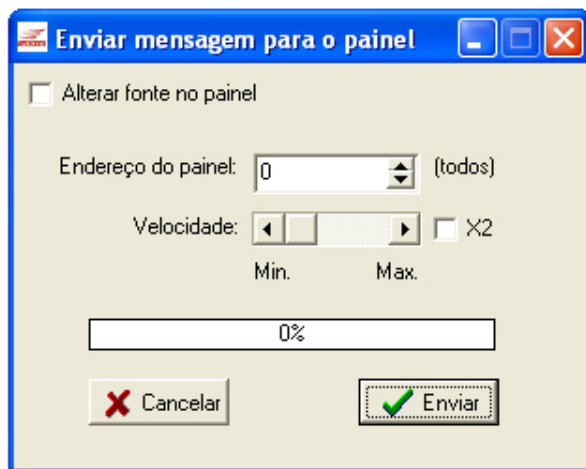 Enviar mensagem para o painel
Alterar fonte no painel
Endereço do painel: 0 (todos)
Velocidade: X2
Min. Max.
0%
Cancelar Enviar